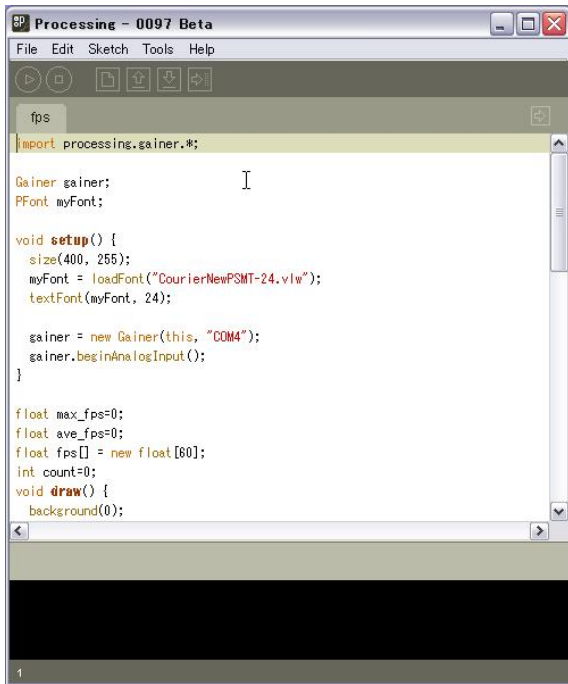 Processing - 0097 Beta
File Edit Sketch Tools Help
fps
import processing.gainer.*;
Gainer gainer;
PFont myFont;
void setup() {
  size(400, 255);
  myFont = loadFont("CourierNewPSMT-24.vlw");
  textFont(myFont, 24);
  gainer = new Gainer(this, "COM4");
  gainer.beginAnalogInput();
}
float max_fps=0;
float ave_fps=0;
float fps[] = new float[60];
int count=0;
void draw() {
  background(0);
1